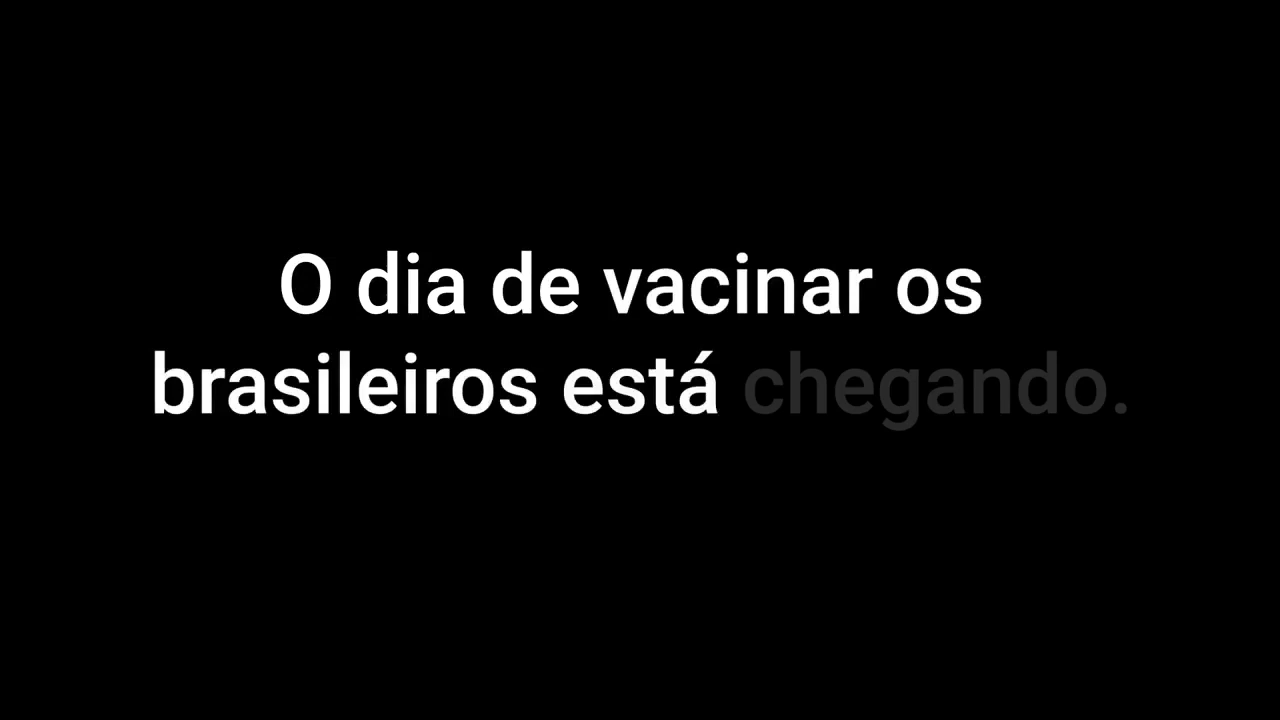 O dia de vacinar os
brasileiros está chegando.